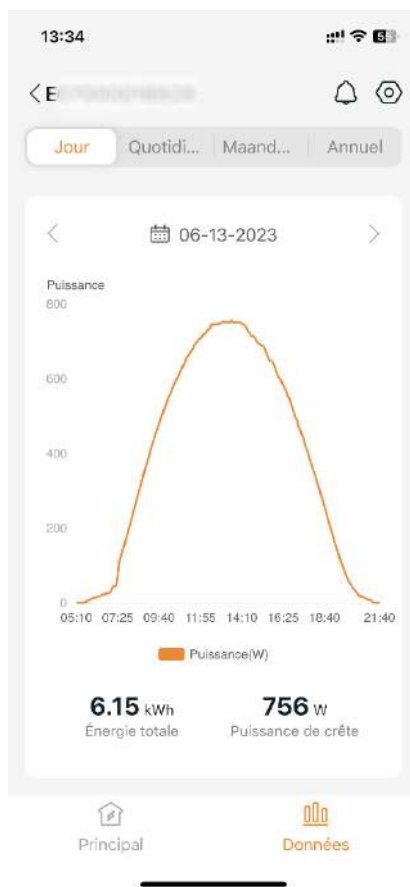 13:34
E
Jour Quotidi... Maand... Annuel
06-13-2023
Puissance
800
600
400
200
0
05:10 07:25 09:40 11:55 14:10 16:25 18:40 21:40
Puissance(W)
6.15 kWh 756 W
Énergie totale Puissance de crête
Principal Données